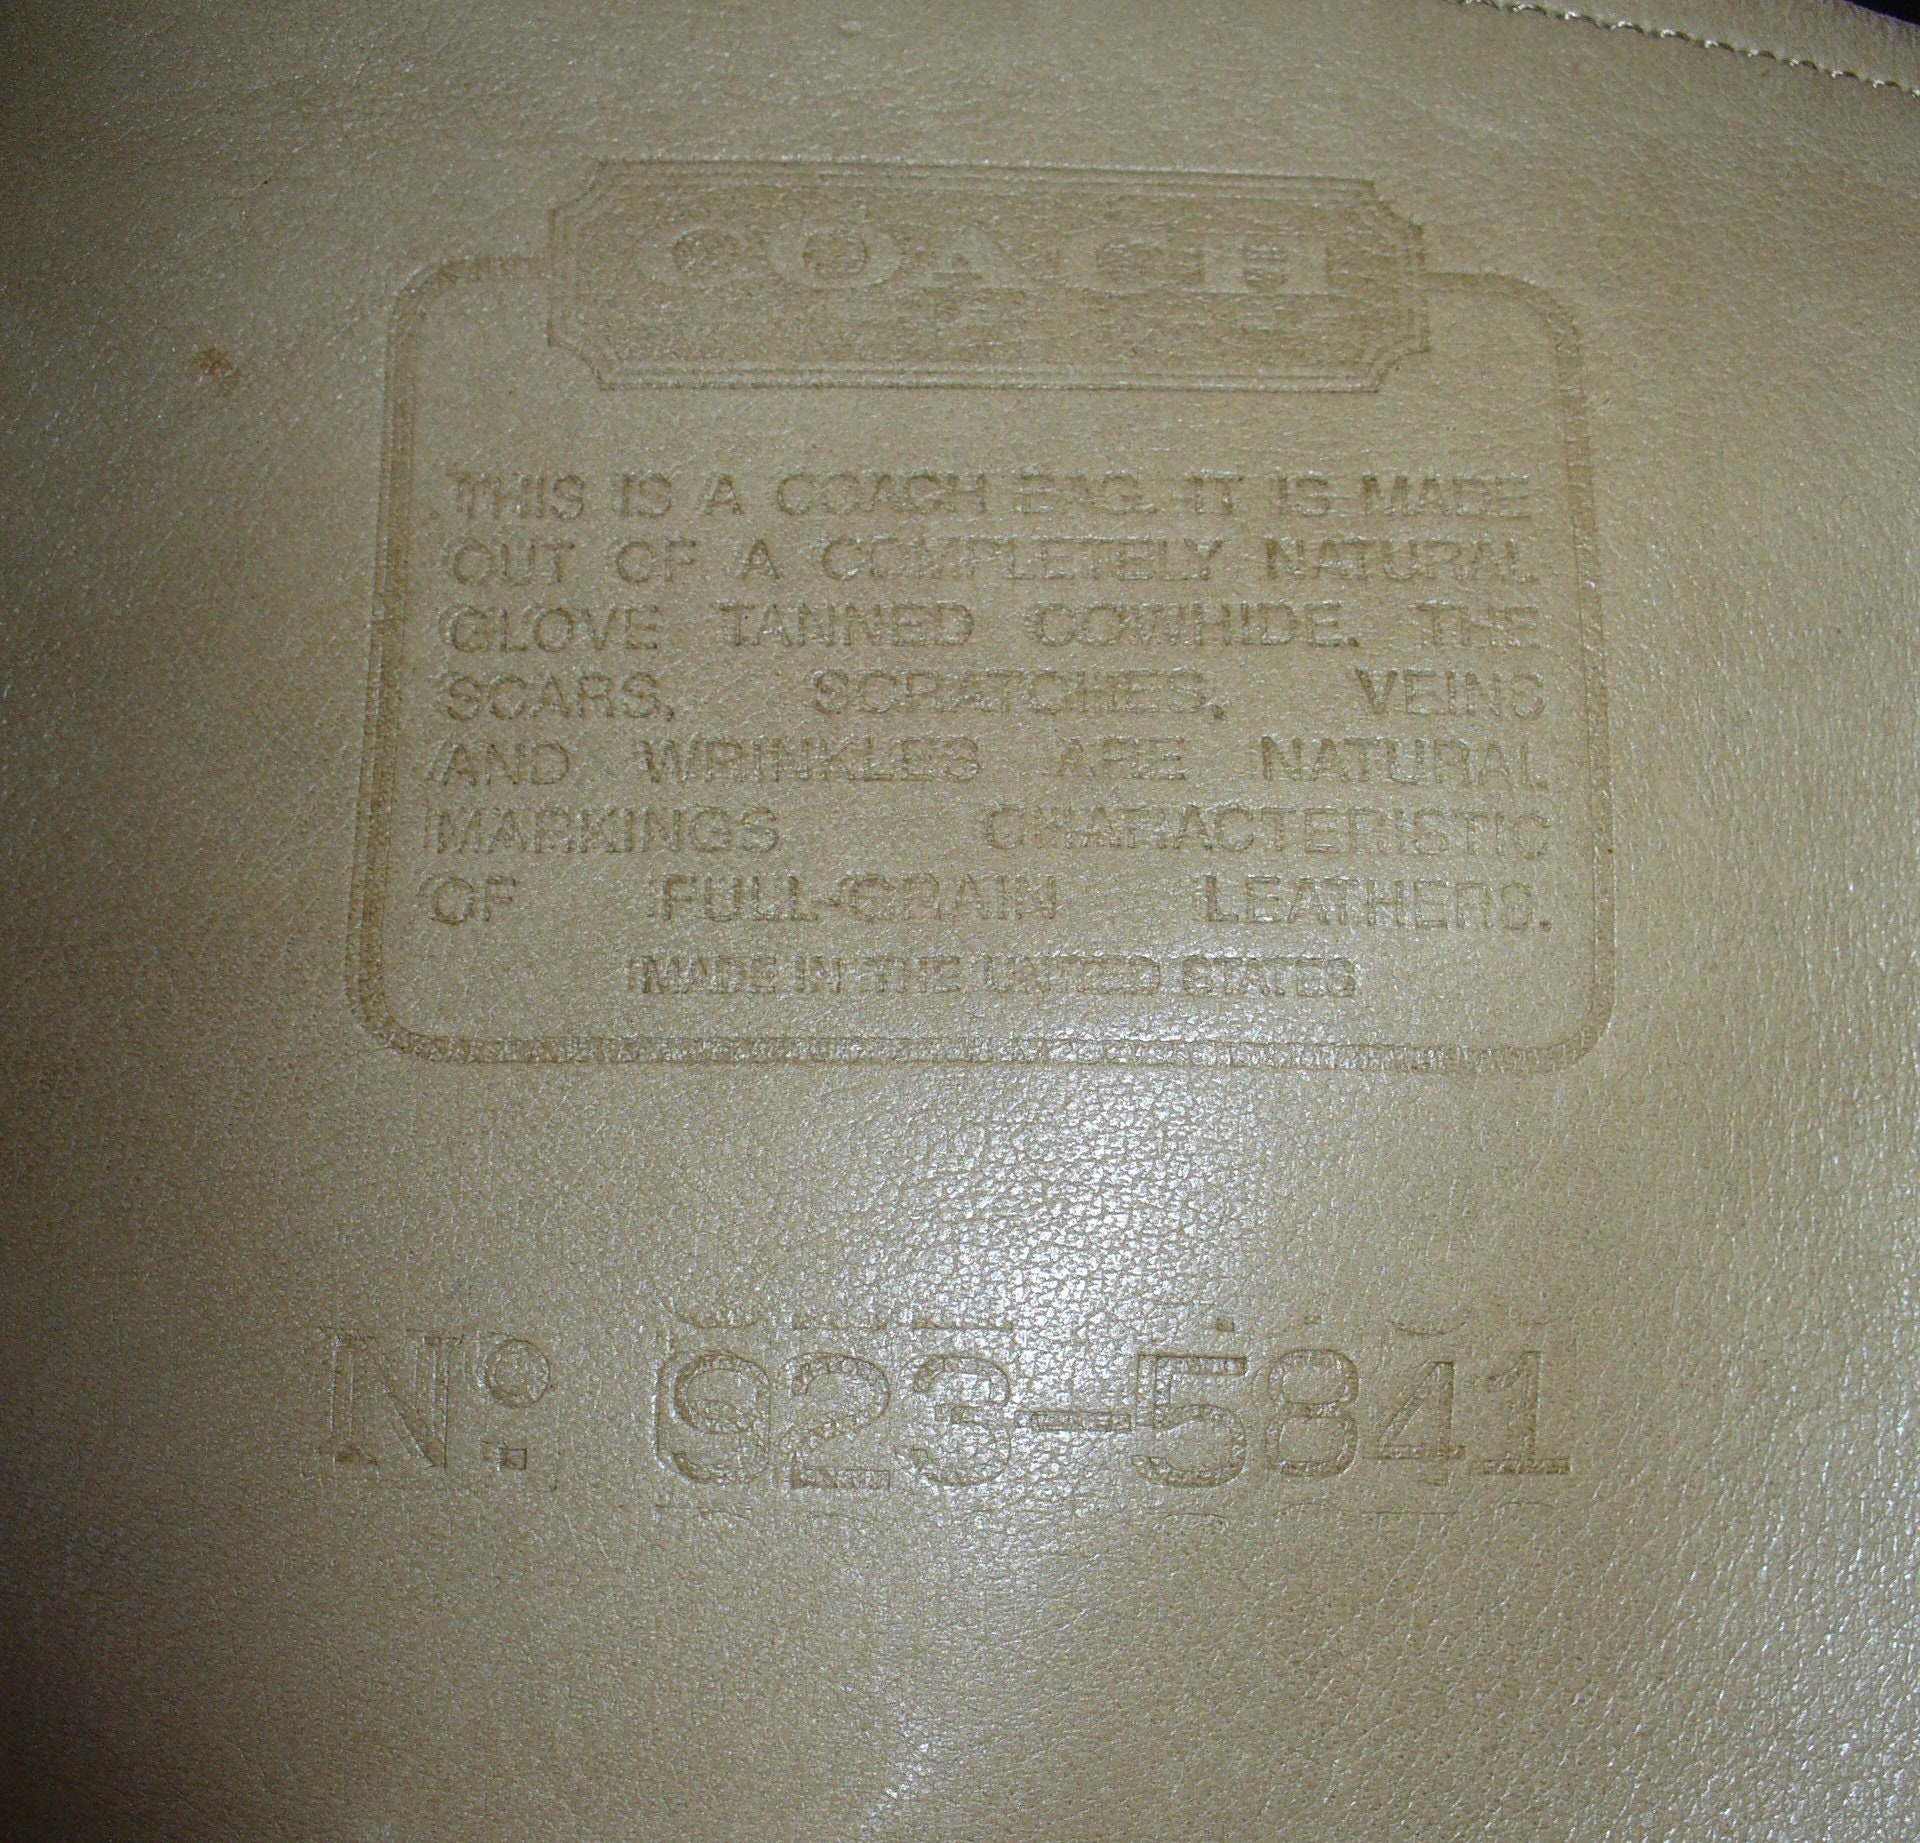 COACH
THIS IS A COACH BAG. IT IS MADE
OUT OF A COMPLETELY NATURAL
GLOVE TANNED COWHIDE. THE
SCARS, SCRATCHES, VEINS
AND WRINKLES ARE NATURAL
MARKINGS CHARACTERISTIC
OF FULL-GRAIN LEATHERS.
MADE IN THE UNITED STATES
Nº 923-5841